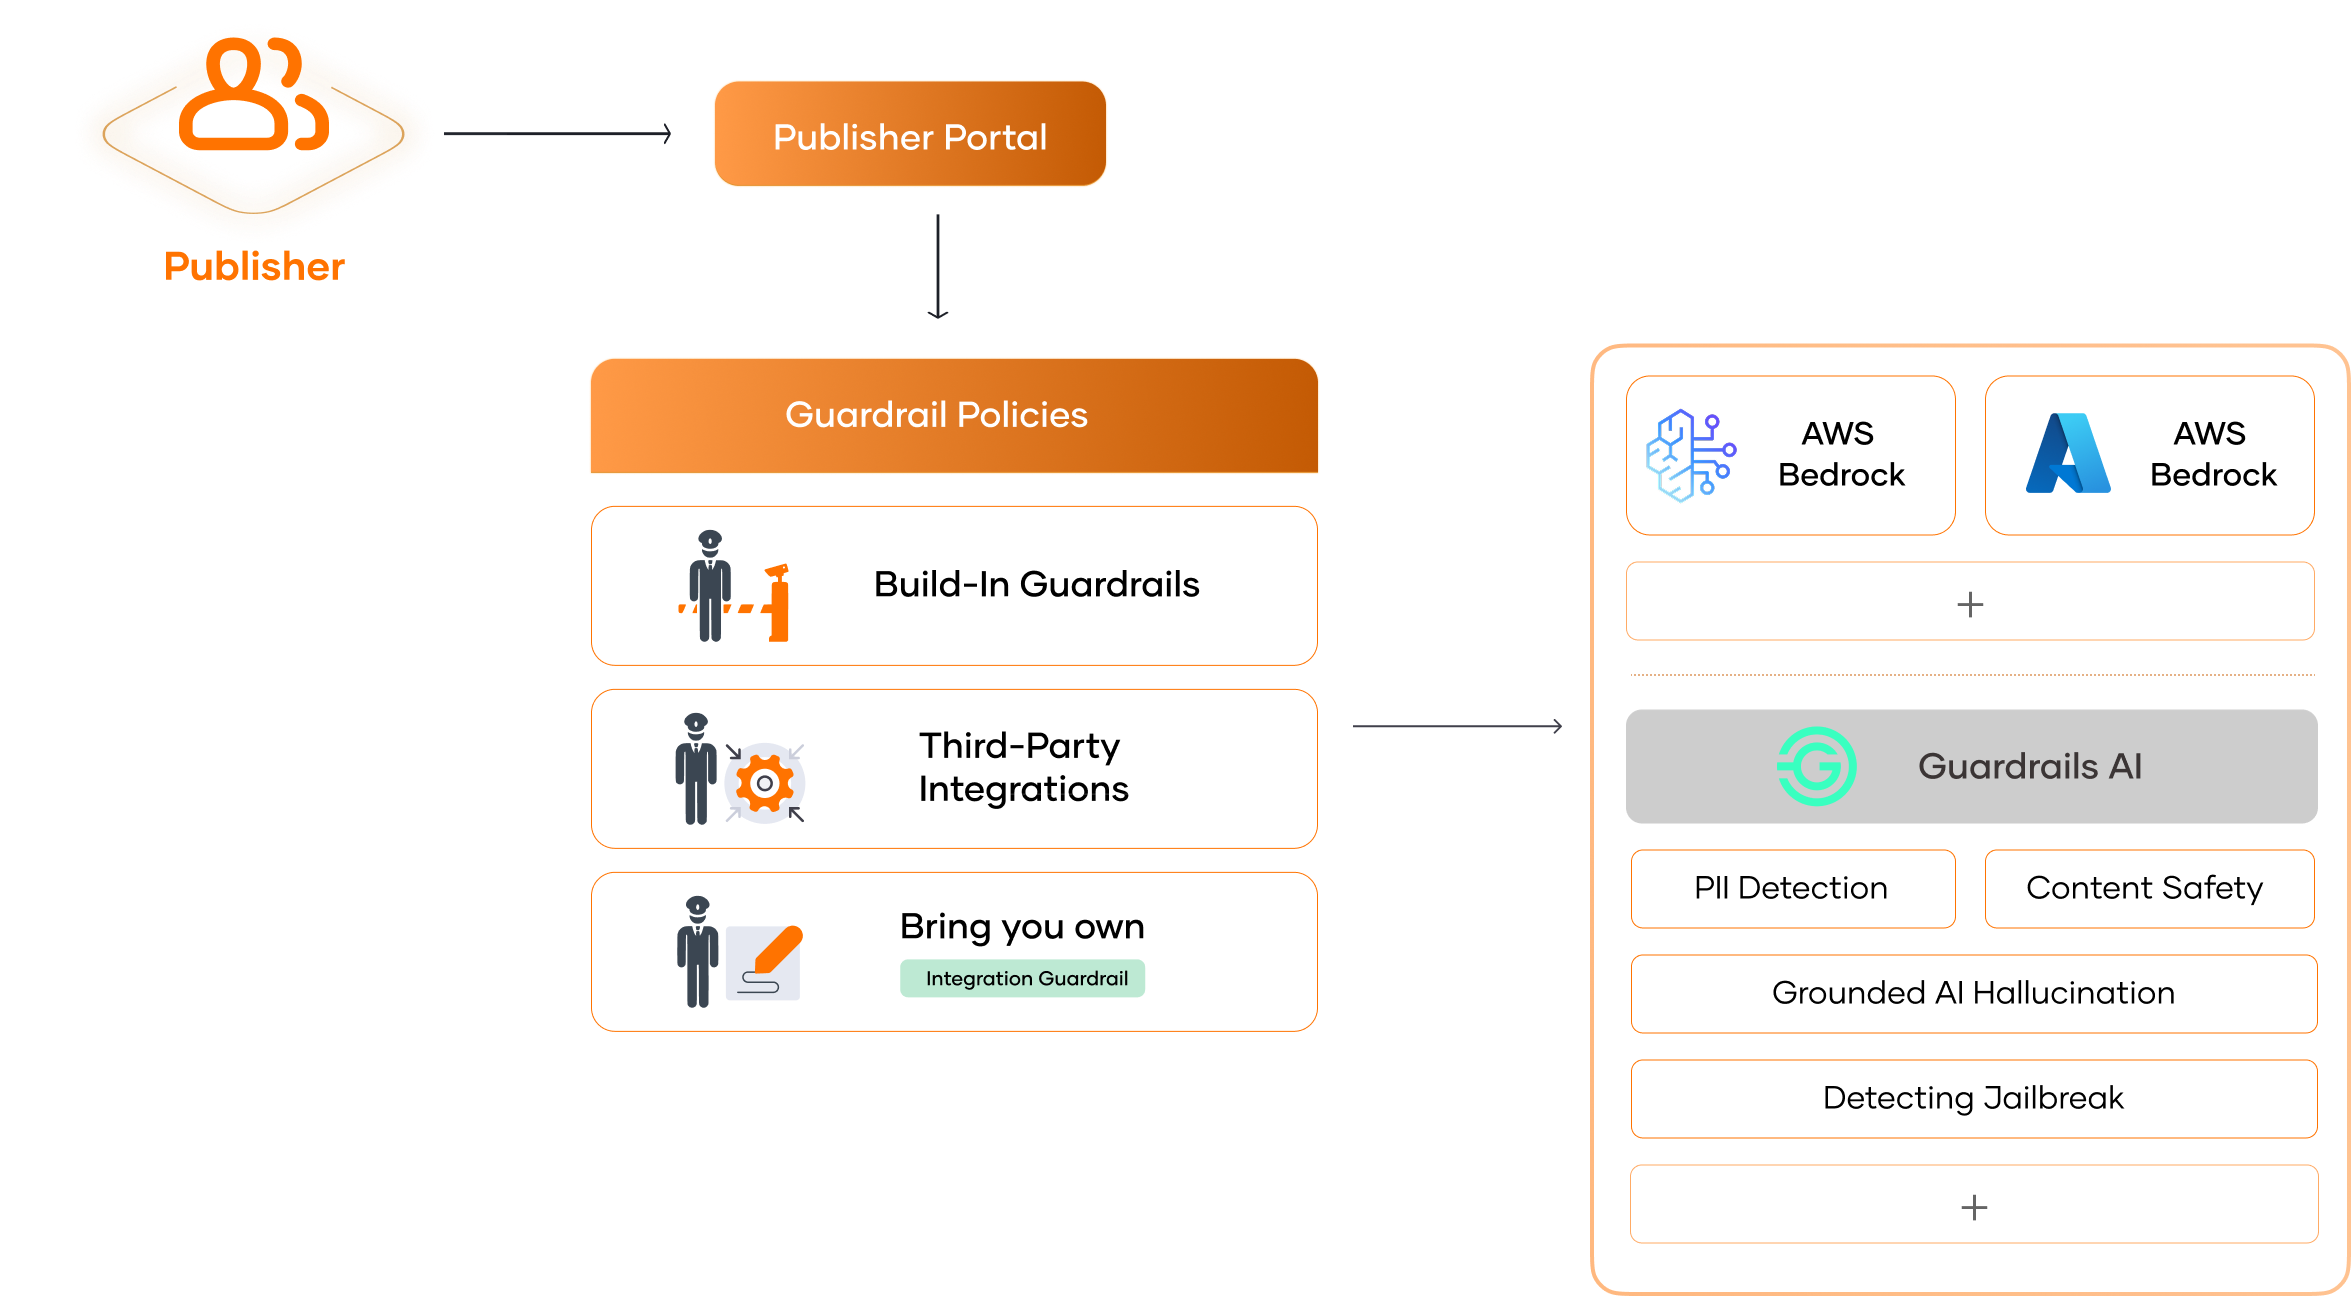 Publisher
Publisher Portal
Guardrail Policies
Build-In Guardrails
Third-Party
Integrations
Bring you own
Integration Guardrail
AWS
Bedrock
AWS
Bedrock
+
Guardrails AI
PII Detection
Content Safety
Grounded AI Hallucination
Detecting Jailbreak
+